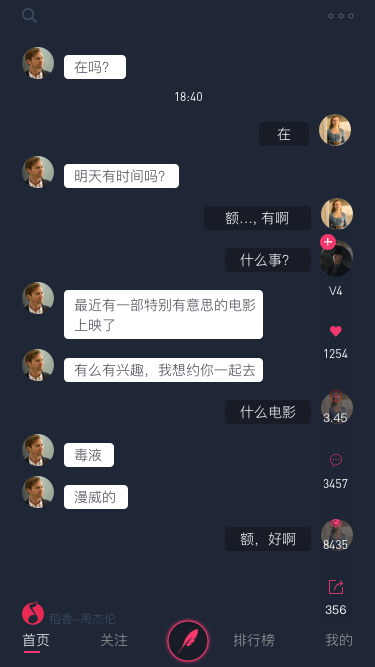 在吗？
18:40
在
明天有时间吗？
额…，有啊
什么事？
V4
最近有一部特别有意思的电影
上映了
1254
有么有兴趣，我想约你一起去
什么电影
3.45
毒液
3457
漫威的
额，好啊
8435
356
稻香-周杰伦
首页
关注
排行榜
我的